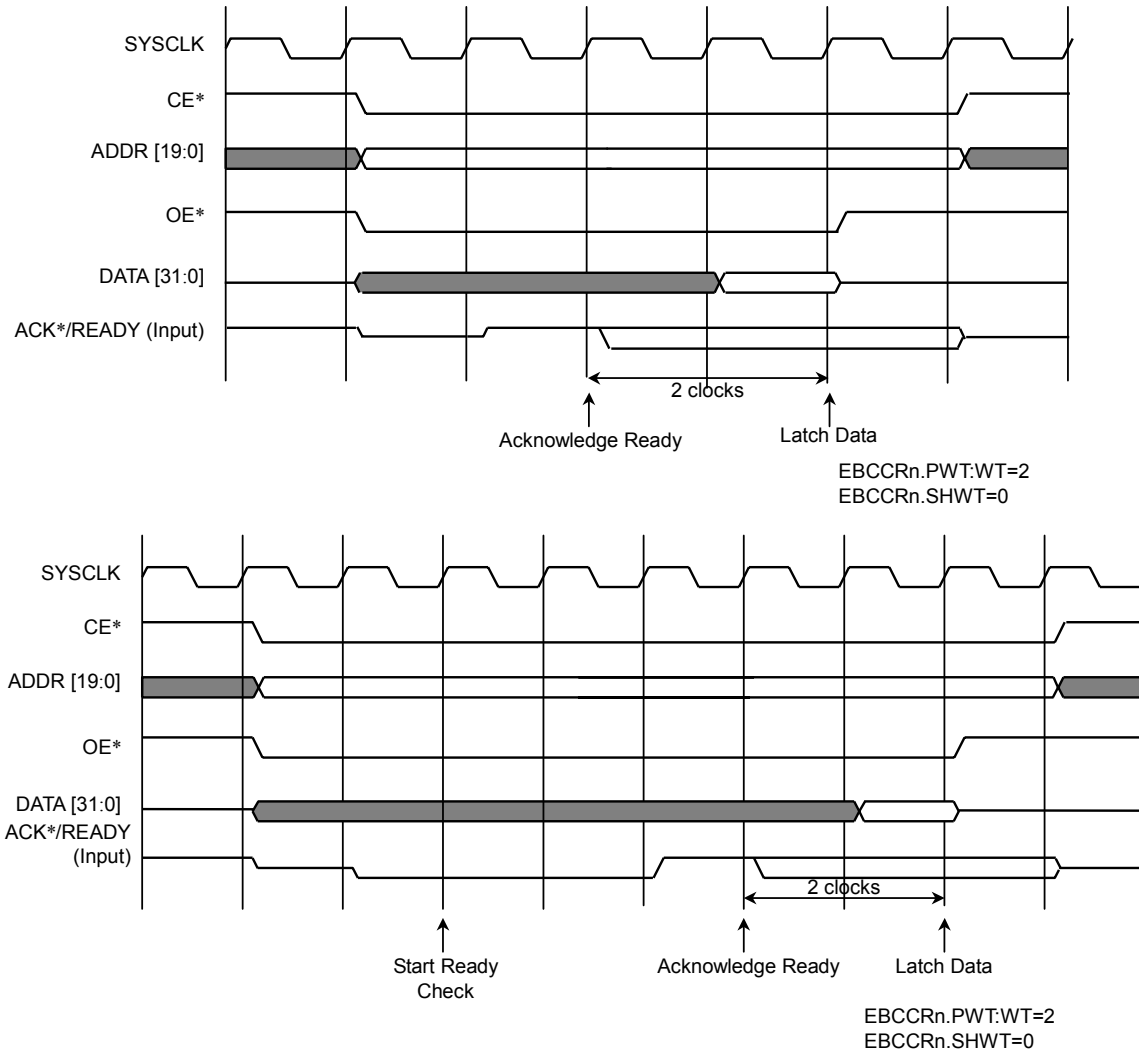 SYSCLK
CE*
ADDR [19:0]
OE*
DATA [31:0]
ACK*/READY (Input)
2 clocks
Acknowledge Ready
Latch Data
EBCCRn.PWT:WT=2
EBCCRn.SHWT=0
SYSCLK
CE*
ADDR [19:0]
OE*
DATA [31:0]
ACK*/READY
(Input)
2 clocks
Start Ready
Check
Acknowledge Ready
Latch Data
EBCCRn.PWT:WT=2
EBCCRn.SHWT=0